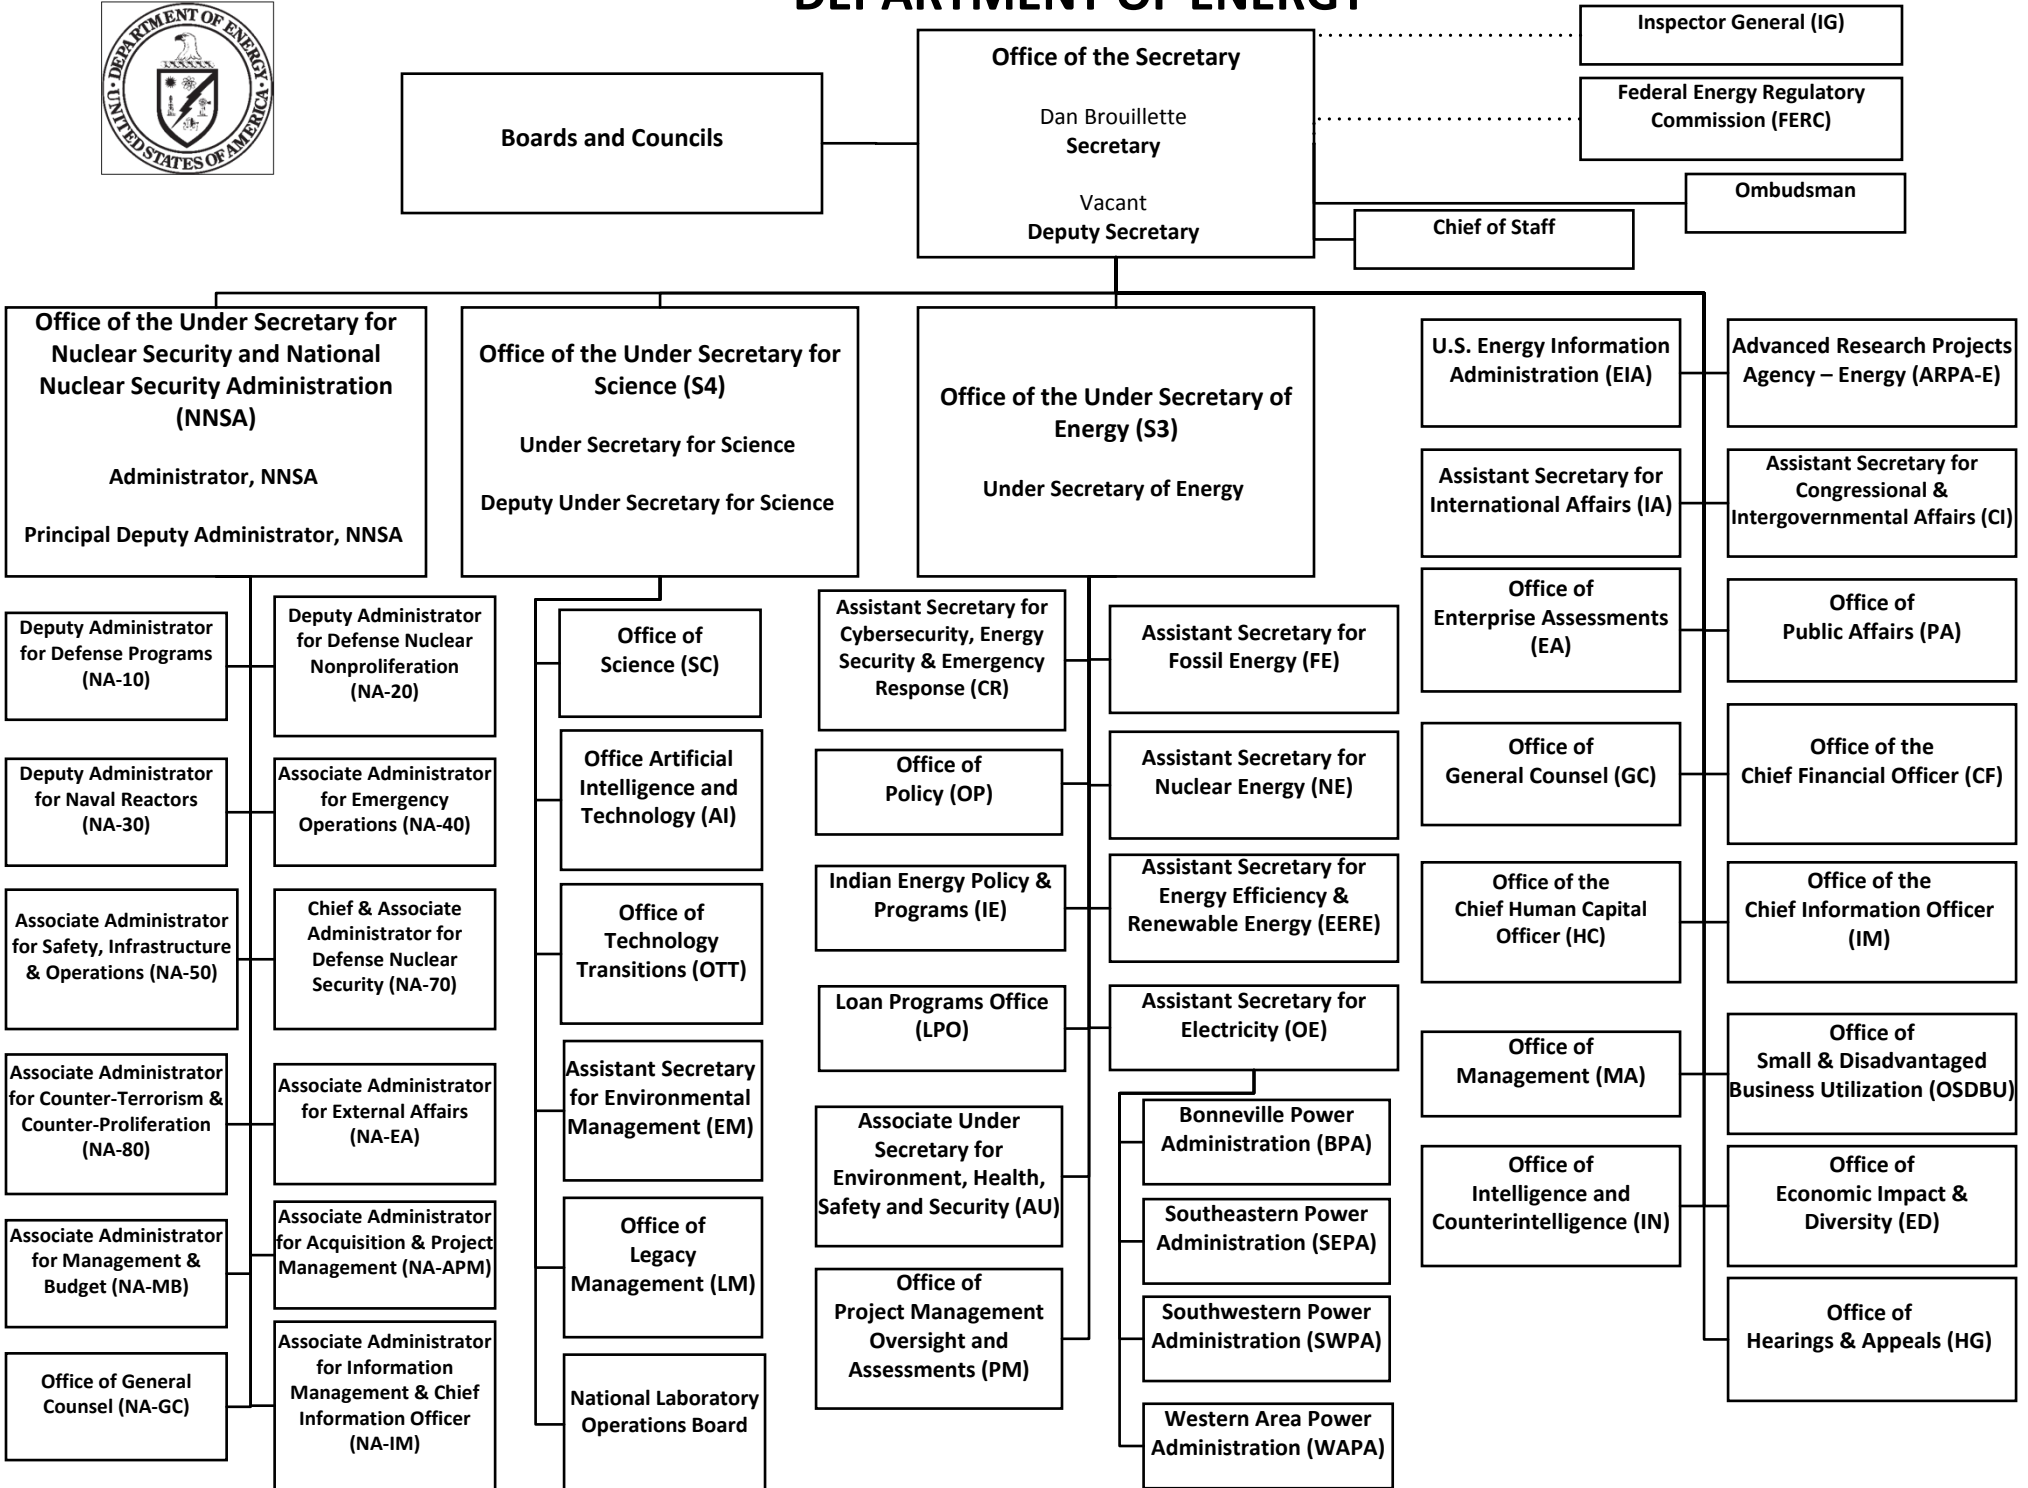 DEPARTMENT OF ENERGY
DEPARTMENT OF ENERGY
UNITED STATES OF AMERICA
Office of the Secretary
Dan Brouillette
Secretary
Vacant
Deputy Secretary
Boards and Councils
Inspector General (IG)
Federal Energy Regulatory
Commission (FERC)
Ombudsman
Chief of Staff
Office of the Under Secretary for
Nuclear Security and National
Nuclear Security Administration
(NNSA)
Administrator, NNSA
Principal Deputy Administrator, NNSA
Deputy Administrator
for Defense Programs
(NA-10)
Deputy Administrator
for Defense Nuclear
Nonproliferation
(NA-20)
Deputy Administrator
for Naval Reactors
(NA-30)
Associate Administrator
for Emergency
Operations (NA-40)
Associate Administrator
for Safety, Infrastructure
& Operations (NA-50)
Chief & Associate
Administrator for
Defense Nuclear
Security (NA-70)
Associate Administrator
for Counter-Terrorism &
Counter-Proliferation
(NA-80)
Associate Administrator
for External Affairs
(NA-EA)
Associate Administrator
for Management &
Budget (NA-MB)
Associate Administrator
for Acquisition & Project
Management (NA-APM)
Office of General
Counsel (NA-GC)
Associate Administrator
for Information
Management & Chief
Information Officer
(NA-IM)
Office of the Under Secretary for
Science (S4)
Under Secretary for Science
Deputy Under Secretary for Science
Office of
Science (SC)
Office Artificial
Intelligence and
Technology (AI)
Office of
Technology
Transitions (OTT)
Assistant Secretary
for Environmental
Management (EM)
Office of
Legacy
Management (LM)
National Laboratory
Operations Board
Office of the Under Secretary of
Energy (S3)
Under Secretary of Energy
Assistant Secretary for
Cybersecurity, Energy
Security & Emergency
Response (CR)
Assistant Secretary for
Fossil Energy (FE)
Office of
Policy (OP)
Assistant Secretary for
Nuclear Energy (NE)
Indian Energy Policy &
Programs (IE)
Assistant Secretary for
Energy Efficiency &
Renewable Energy (EERE)
Loan Programs Office
(LPO)
Assistant Secretary for
Electricity (OE)
Associate Under
Secretary for
Environment, Health,
Safety and Security (AU)
Office of
Project Management
Oversight and
Assessments (PM)
Bonneville Power
Administration (BPA)
Southeastern Power
Administration (SEPA)
Southwestern Power
Administration (SWPA)
Western Area Power
Administration (WAPA)
U.S. Energy Information
Administration (EIA)
Advanced Research Projects
Agency – Energy (ARPA-E)
Assistant Secretary for
International Affairs (IA)
Assistant Secretary for
Congressional &
Intergovernmental Affairs (CI)
Office of
Enterprise Assessments
(EA)
Office of
Public Affairs (PA)
Office of
General Counsel (GC)
Office of the
Chief Financial Officer (CF)
Office of the
Chief Human Capital
Officer (HC)
Office of the
Chief Information Officer
(IM)
Office of
Management (MA)
Office of
Small & Disadvantaged
Business Utilization (OSDBU)
Office of
Intelligence and
Counterintelligence (IN)
Office of
Economic Impact &
Diversity (ED)
Office of
Hearings & Appeals (HG)